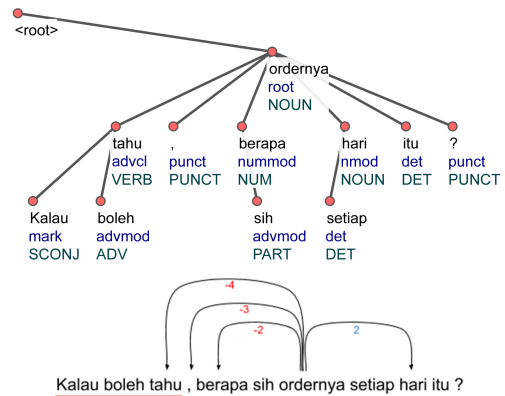 <root>
ordernya
root
NOUN
tahu , berapa hari itu ?
advcl punct nummod nmod det punct
VERB PUNCT NUM NOUN DET PUNCT
Kalau boleh sih setiap
mark advmod advmod det
SCONJ ADV PART DET
-4
-3
-2 2
Kalau boleh tahu , berapa sih ordernya setiap hari itu ?